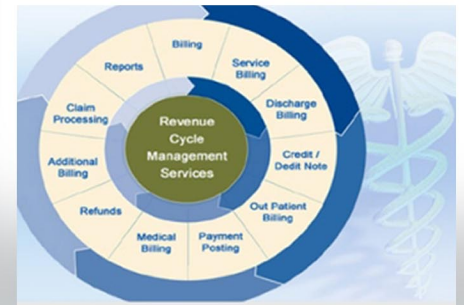 Revenue
Cycle
Management
Services
Billing
Service
Billing
Discharge
Billing
Credit /
Dedit Note
Out Patient
Billing
Payment
Posting
Medical
Billing
Refunds
Additional
Billing
Claim
Processing
Reports